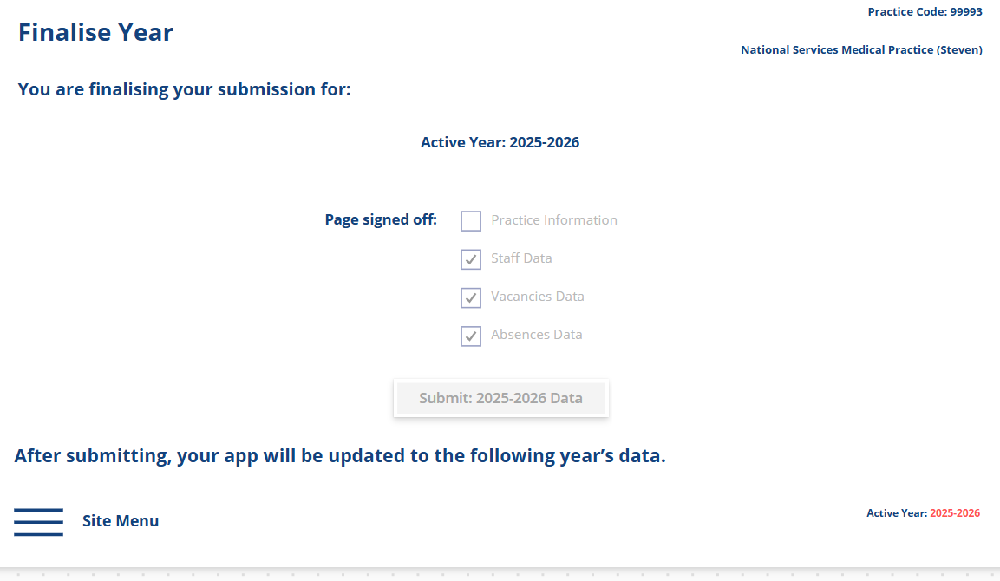 Practice Code: 99993
Finalise Year
National Services Medical Practice (Steven)
You are finalising your submission for:
Active Year: 2025-2026
Page signed off:
Practice Information
Staff Data
Vacancies Data
Absences Data
Submit: 2025-2026 Data
After submitting, your app will be updated to the following year’s data.
Site Menu
Active Year: 2025-2026